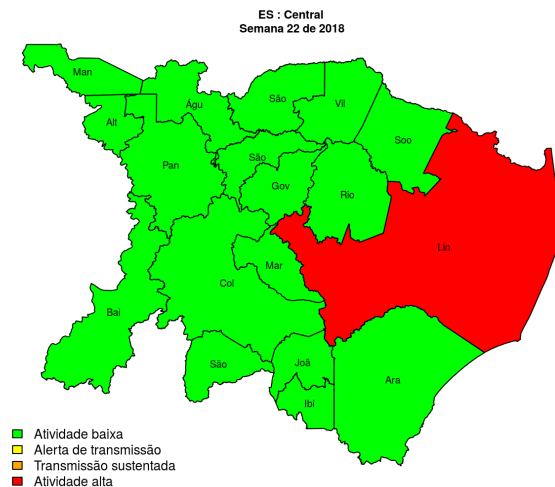 ES : Central
Semana 22 de 2018
Man
Águ
São
Vil
Alt
Soo
Pan
São
Gov
Rio
Lin
Mar
Col
Bai
São
Joã
Ara
Ibi
Atividade baixa
Alerta de transmissão
Transmissão sustentada
Atividade alta